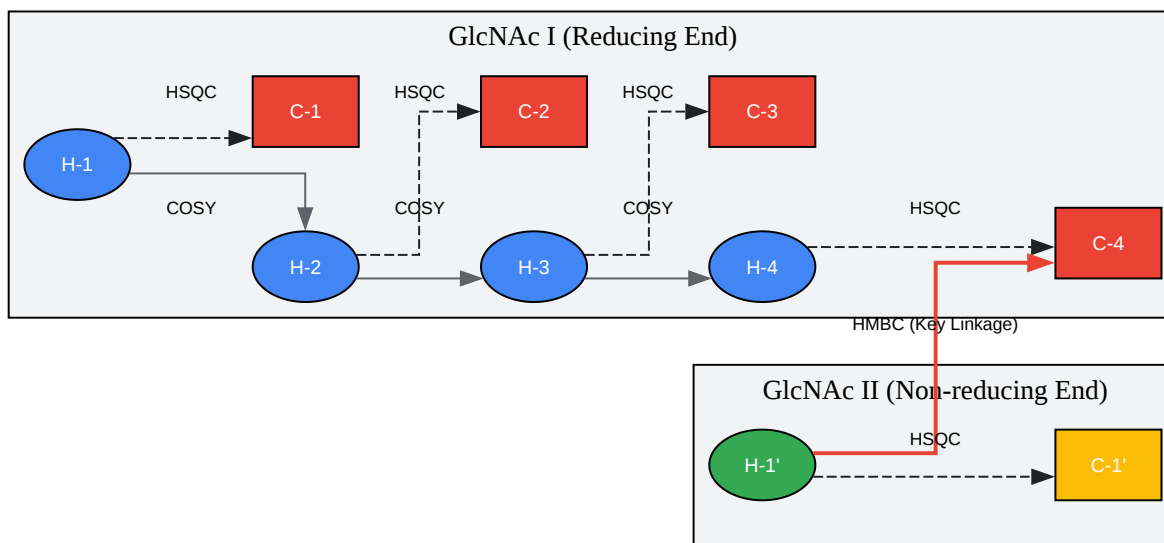 GlcNAc I (Reducing End)
HSQC
C-1
HSQC
C-2
HSQC
C-3
H-1
COSY
COSY
COSY
HSQC
C-4
H-2
H-3
H-4
HMBC (Key Linkage)
GlcNAc II (Non-reducing End)
HSQC
H-1'
C-1'